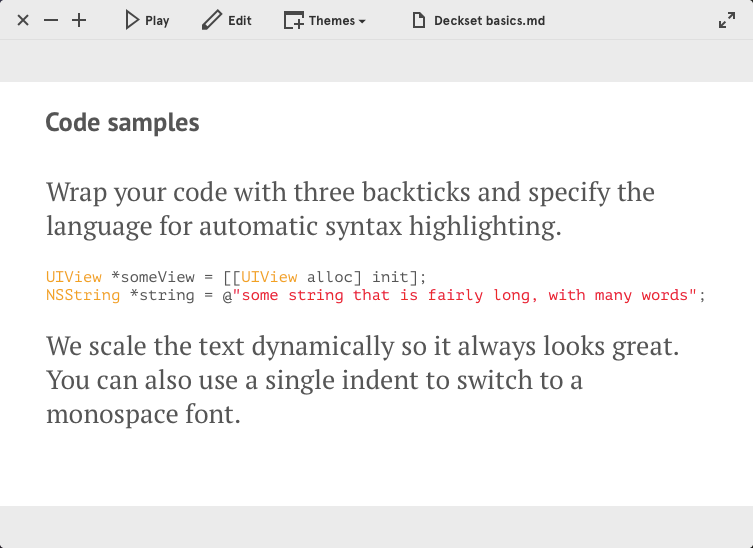 Play Edit Themes Deckset basics.md
Code samples
Wrap your code with three backticks and specify the
language for automatic syntax highlighting.
UIView *someView = [[UIView alloc] init];
NSString *string = @"some string that is fairly long, with many words";
We scale the text dynamically so it always looks great.
You can also use a single indent to switch to a
monospace font.